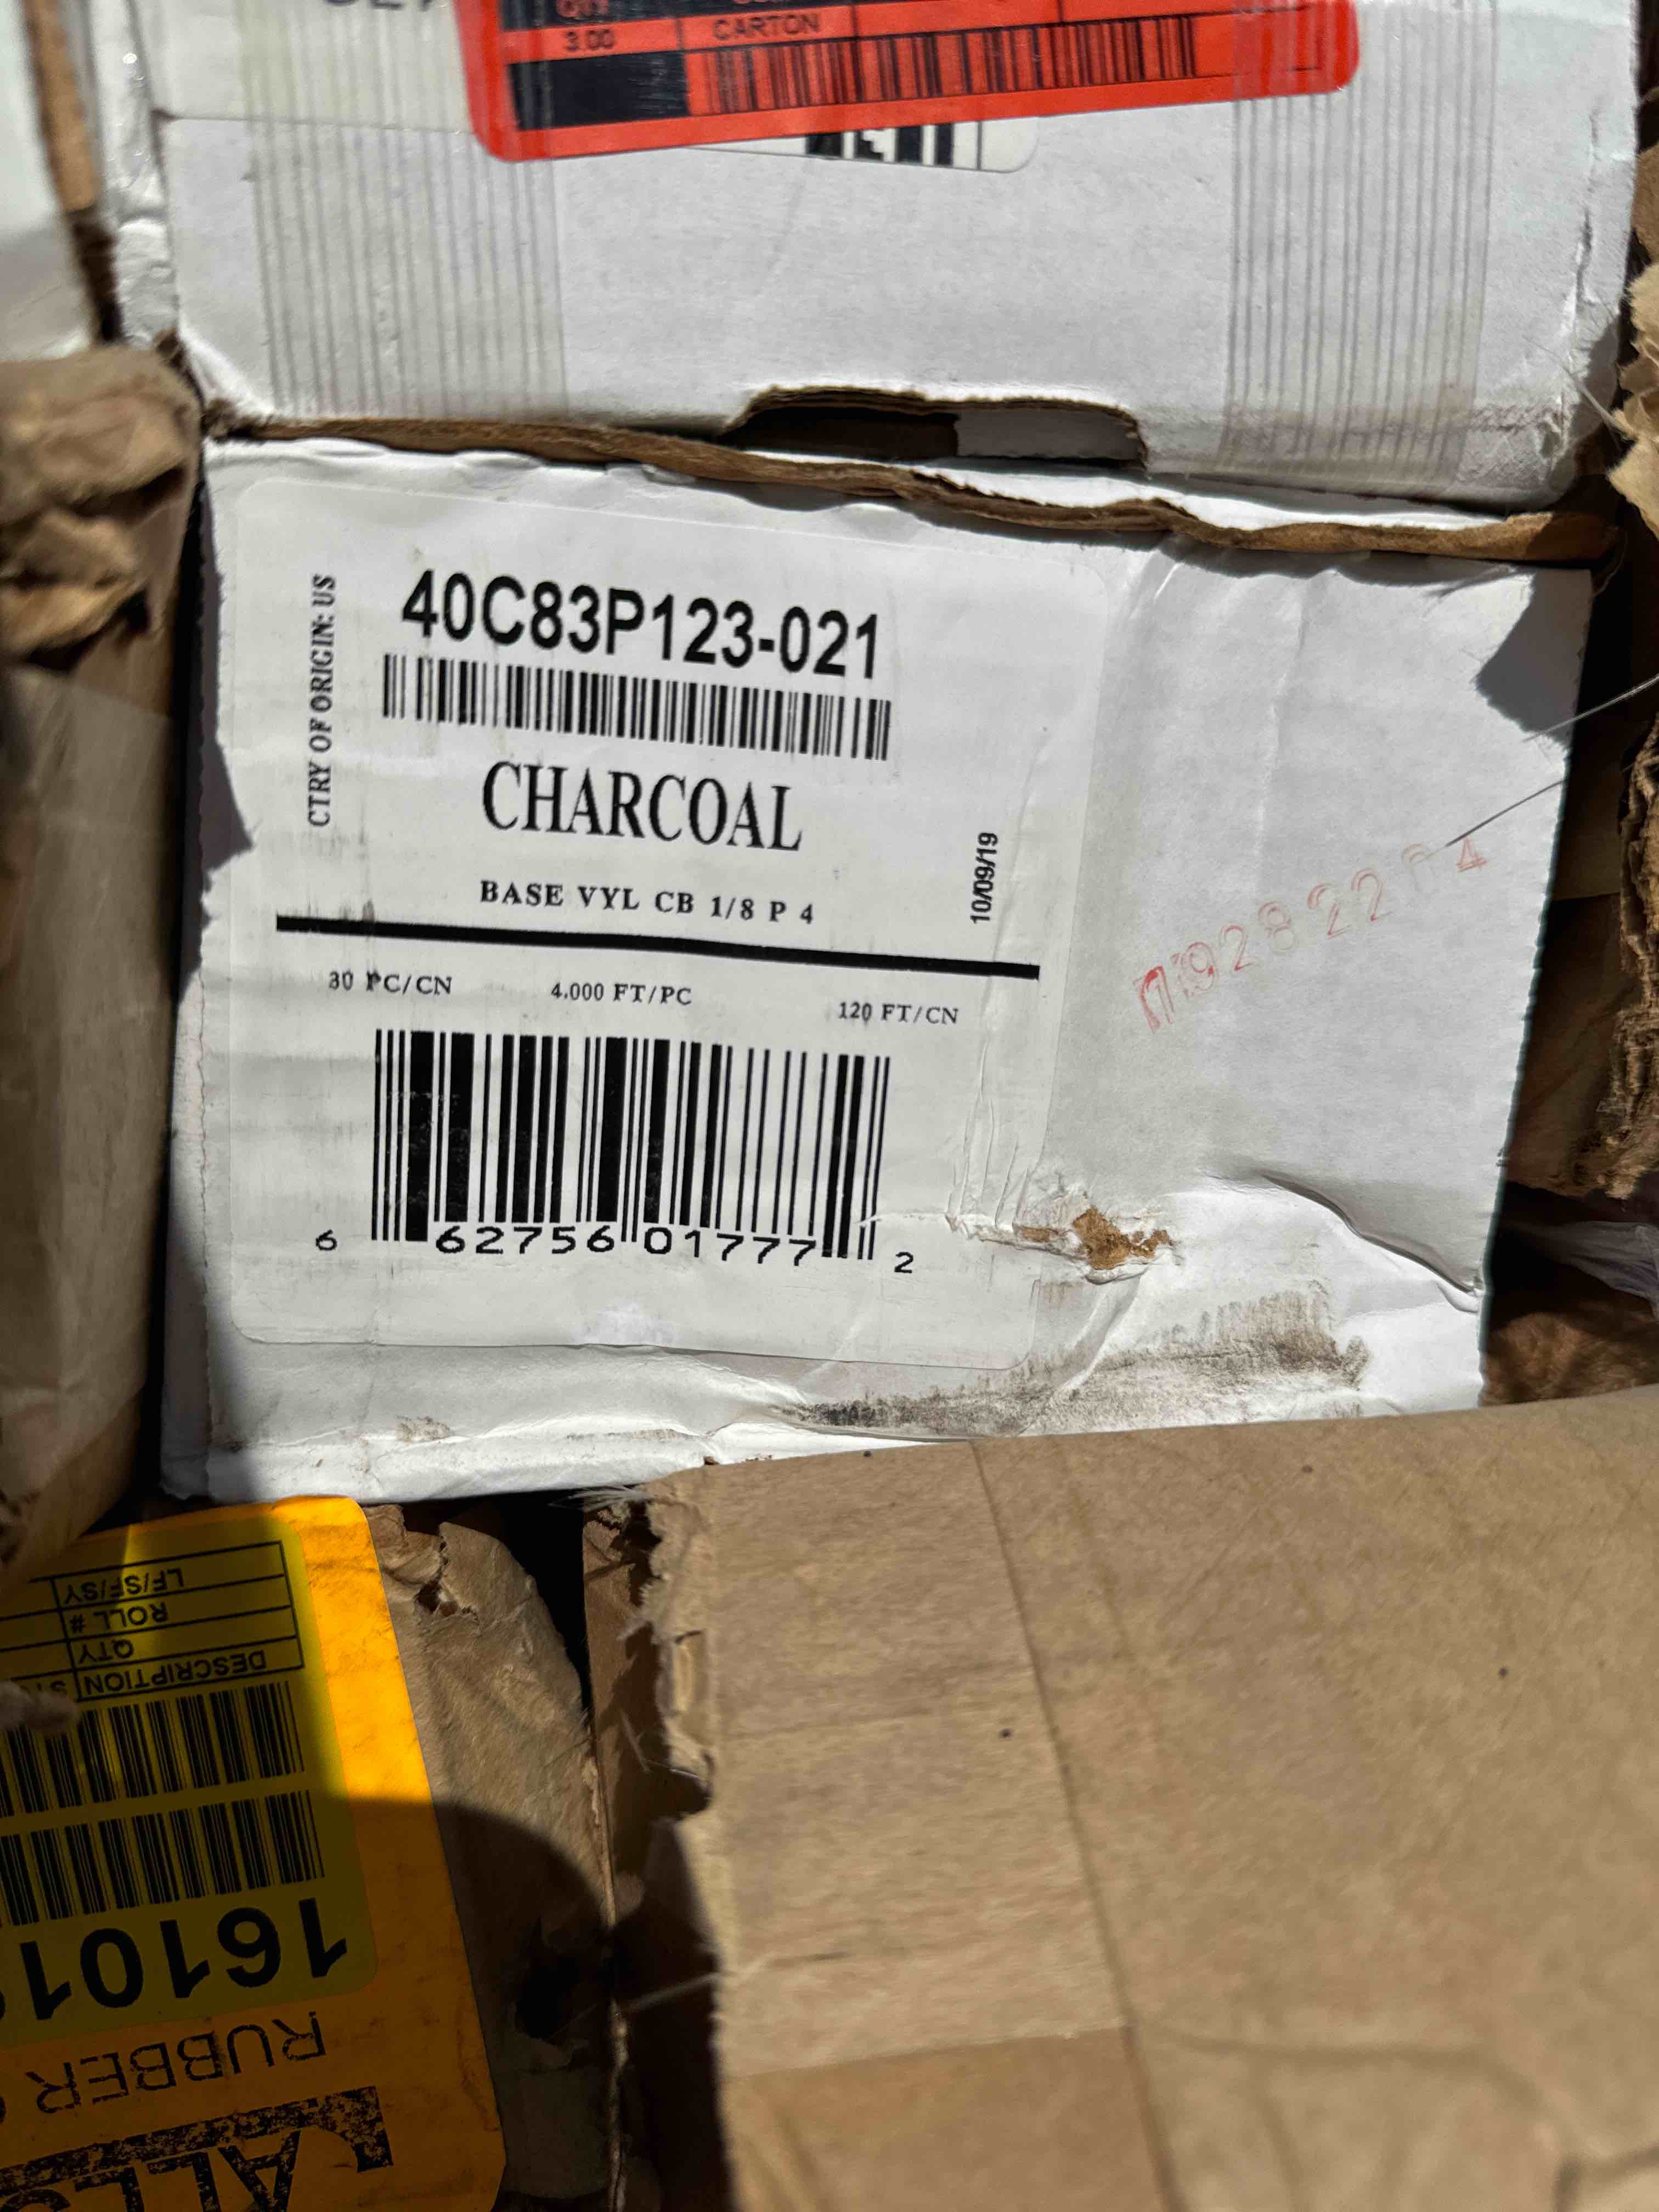 3.00 CARTON
40C83P123-021
CTRY OF ORIGIN: US
CHARCOAL
10/09/19
BASE VYL CB 1/8 P 4
30 PC/CN 4.000 FT/PC 120 FT/CN
6 62756 01777 2
RUBBER
1610
DESCRIPTION
QTY
ROLL #
LF/SF/SY